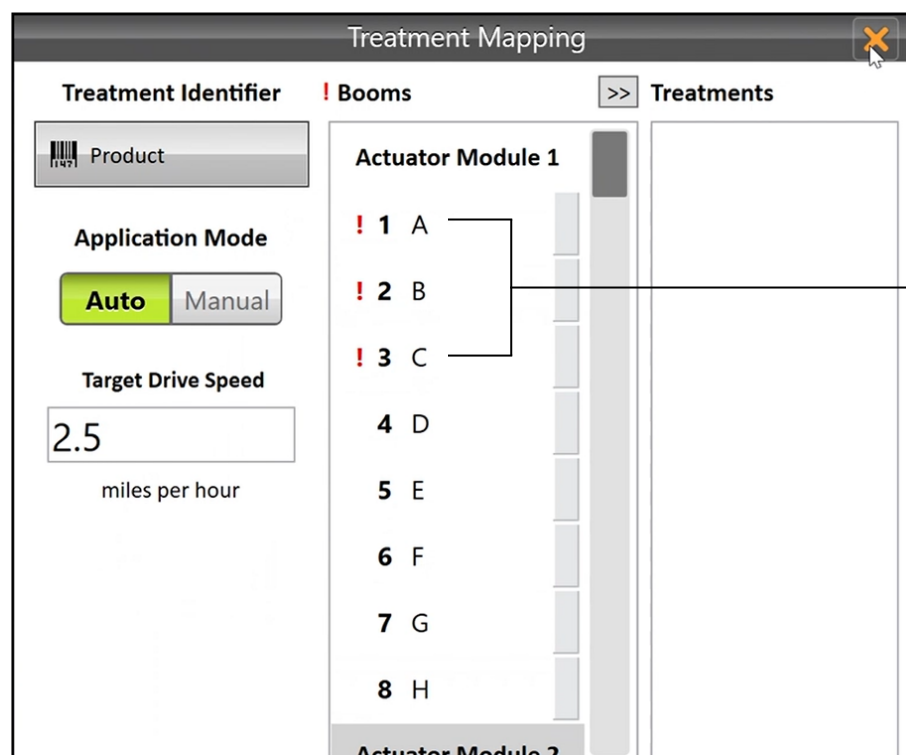 Treatment Mapping
Treatment Identifier
! Booms
>>
Treatments
147
Product
Application Mode
Auto
Manual
Target Drive Speed
2.5
miles per hour
Actuator Module 1
! 1 A
! 2 B
! 3 C
4 D
5 E
6 F
7 G
8 H
Actuator Module 2